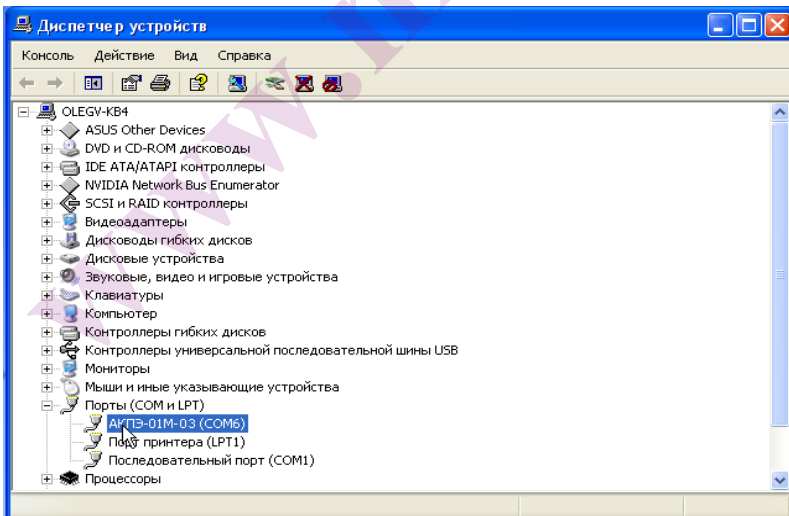 Диспетчер устройств
Консоль Действие Вид Справка
OLEGV-KB4
ASUS Other Devices
DVD и CD-ROM дисководы
IDE ATA/ATAPI контроллеры
NVIDIA Network Bus Enumerator
SCSI и RAID контроллеры
Видеоадаптеры
Дисководы гибких дисков
Дисковые устройства
Звуковые, видео и игровые устройства
Клавиатуры
Компьютер
Контроллеры гибких дисков
Контроллеры универсальной последовательной шины USB
Мониторы
Мыши и иные указывающие устройства
Порты (COM и LPT)
АКПЭ-01М-03 (COM6)
Порт принтера (LPT1)
Последовательный порт (COM1)
Процессоры